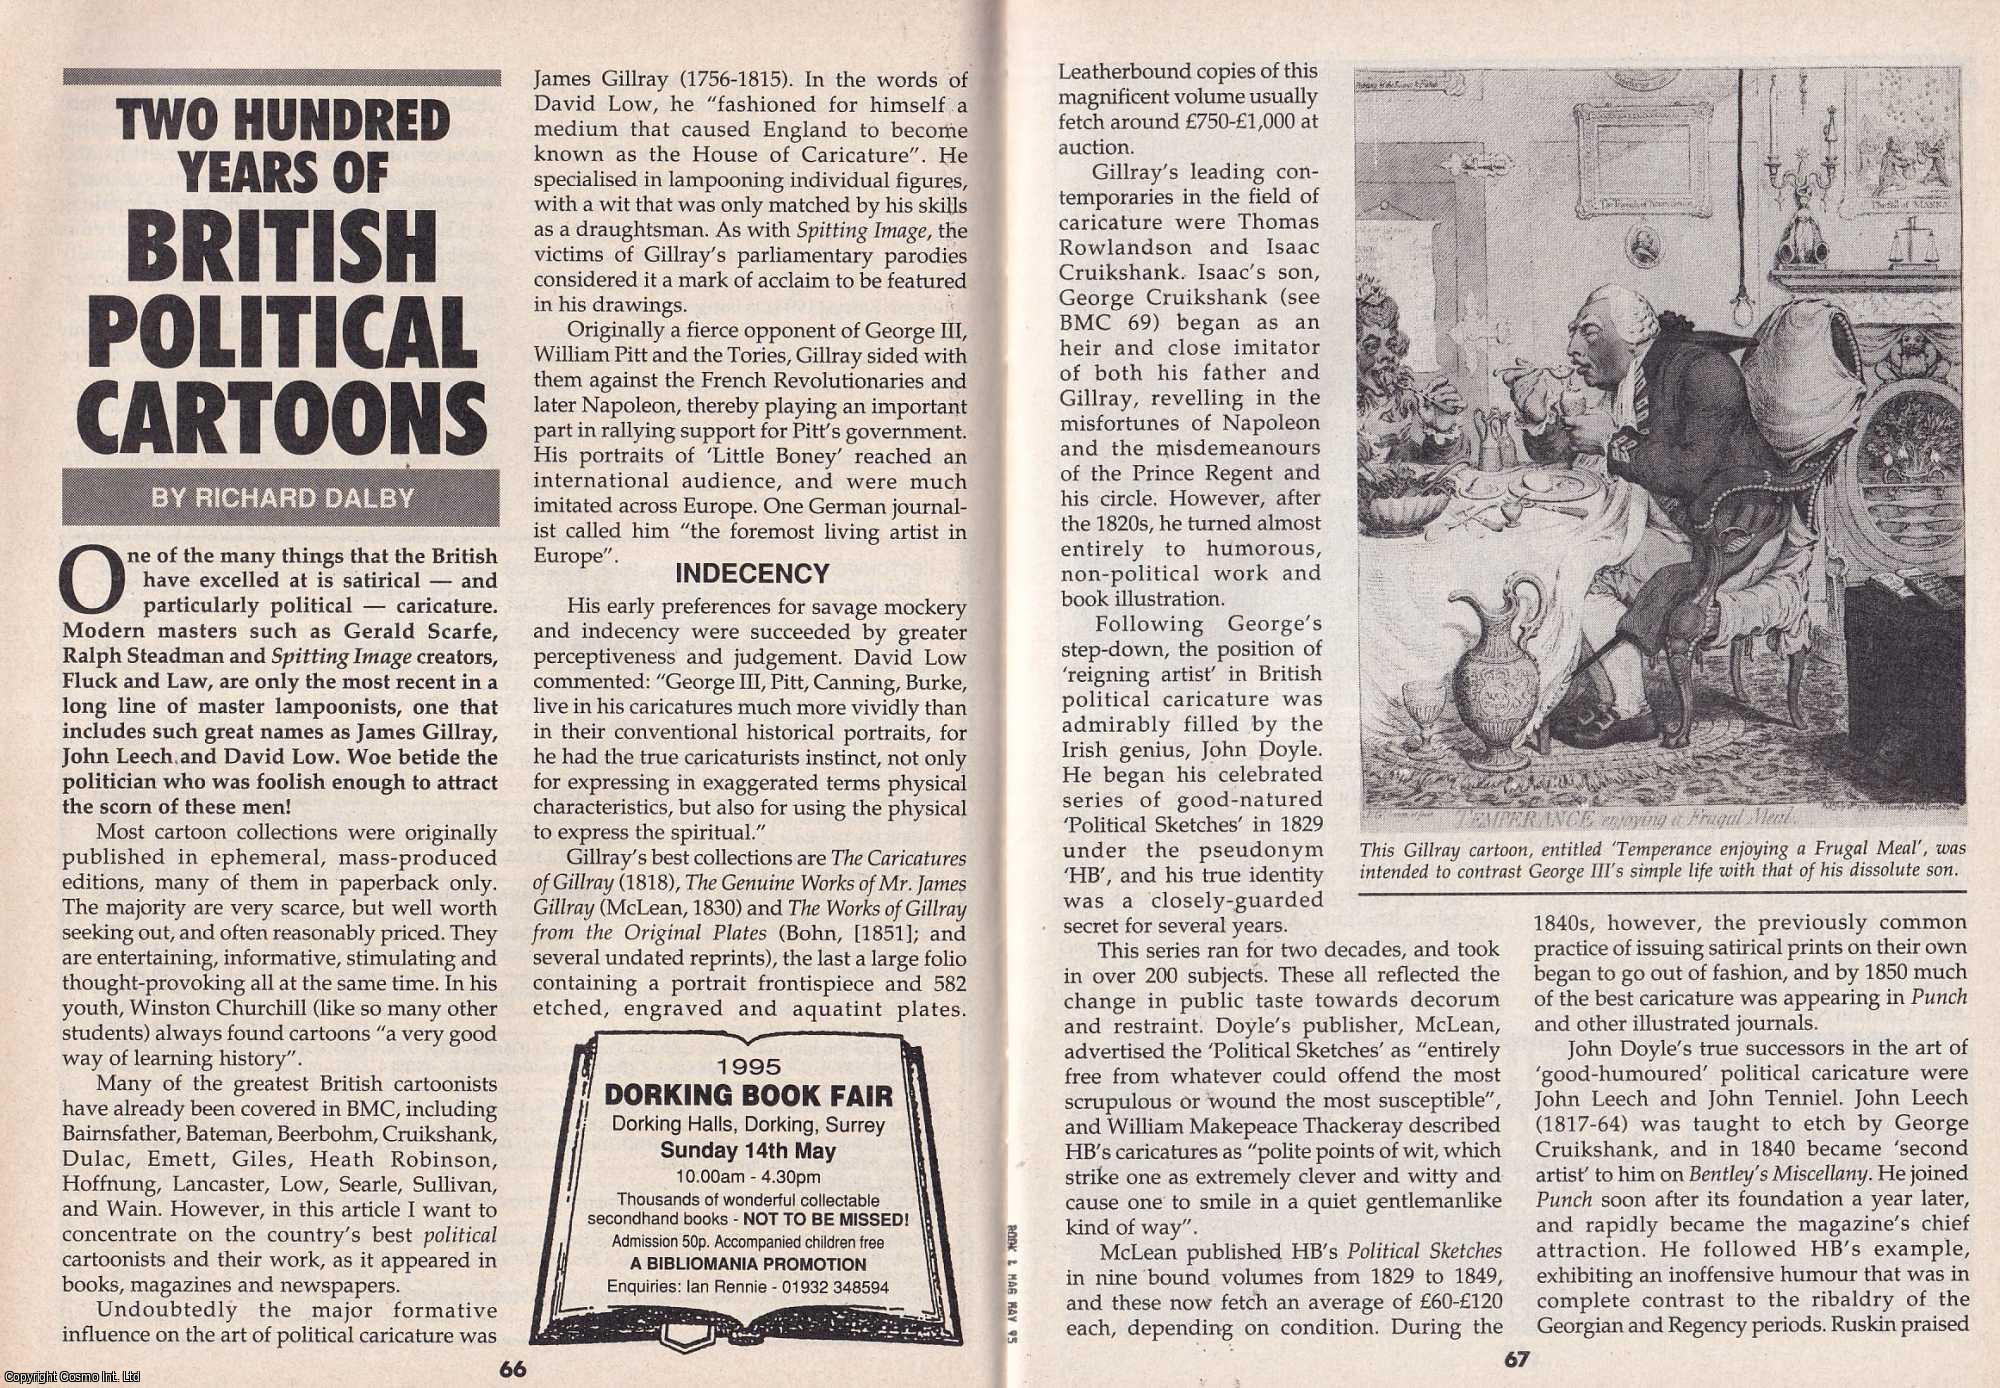 TWO HUNDRED
YEARS OF
BRITISH
POLITICAL
CARTOONS
BY RICHARD DALBY
One of the many things that the British
have excelled at is satirical — and
particularly political — caricature.
Modern masters such as Gerald Scarfe,
Ralph Steadman and Spitting Image creators,
Fluck and Law, are only the most recent in a
long line of master lampoonists, one that
includes such great names as James Gillray,
John Leech and David Low. Woe betide the
politician who was foolish enough to attract
the scorn of these men!
Most cartoon collections were originally
published in ephemeral, mass-produced
editions, many of them in paperback only.
The majority are very scarce, but well worth
seeking out, and often reasonably priced. They
are entertaining, informative, stimulating and
thought-provoking all at the same time. In his
youth, Winston Churchill (like so many other
students) always found cartoons “a very good
way of learning history”.
Many of the greatest British cartoonists
have already been covered in BMC, including
Bairnsfather, Bateman, Beerbohm, Cruikshank,
Dulac, Emett, Giles, Heath Robinson,
Hoffnung, Lancaster, Low, Searle, Sullivan,
and Wain. However, in this article I want to
concentrate on the country’s best political
cartoonists and their work, as it appeared in
books, magazines and newspapers.
Undoubtedly the major formative
influence on the art of political caricature was
James Gillray (1756-1815). In the words of
David Low, he “fashioned for himself a
medium that caused England to become
known as the House of Caricature”. He
specialised in lampooning individual figures,
with a wit that was only matched by his skills
as a draughtsman. As with Spitting Image, the
victims of Gillray’s parliamentary parodies
considered it a mark of acclaim to be featured
in his drawings.
Originally a fierce opponent of George III,
William Pitt and the Tories, Gillray sided with
them against the French Revolutionaries and
later Napoleon, thereby playing an important
part in rallying support for Pitt’s government.
His portraits of ‘Little Boney’ reached an
international audience, and were much
imitated across Europe. One German journal-
ist called him “the foremost living artist in
Europe”.
INDECENCY
His early preferences for savage mockery
and indecency were succeeded by greater
perceptiveness and judgement. David Low
commented: “George III, Pitt, Canning, Burke,
live in his caricatures much more vividly than
in their conventional historical portraits, for
he had the true caricaturists instinct, not only
for expressing in exaggerated terms physical
characteristics, but also for using the physical
to express the spiritual.”
Gillray’s best collections are The Caricatures
of Gillray (1818), The Genuine Works of Mr. James
Gillray (McLean, 1830) and The Works of Gillray
from the Original Plates (Bohn, [1851]; and
several undated reprints), the last a large folio
containing a portrait frontispiece and 582
etched, engraved and aquatint plates.
1995
DORKING BOOK FAIR
Dorking Halls, Dorking, Surrey
Sunday 14th May
10.00am - 4.30pm
Thousands of wonderful collectable
secondhand books - NOT TO BE MISSED!
Admission 50p. Accompanied children free
A BIBLIOMANIA PROMOTION
Enquiries: Ian Rennie - 01932 348594
66
Leatherbound copies of this
magnificent volume usually
fetch around £750-£1,000 at
auction.
Gillray’s leading con-
temporaries in the field of
caricature were Thomas
Rowlandson and Isaac
Cruikshank. Isaac’s son,
George Cruikshank (see
BMC 69) began as an
heir and close imitator
of both his father and
Gillray, revelling in the
misfortunes of Napoleon
and the misdemeanours
of the Prince Regent and
his circle. However, after
the 1820s, he turned almost
entirely to humorous,
non-political work and
book illustration.
Following George’s
step-down, the position of
‘reigning artist’ in British
political caricature was
admirably filled by the
Irish genius, John Doyle.
He began his celebrated
series of good-natured
‘Political Sketches’ in 1829
under the pseudonym
‘HB’, and his true identity
was a closely-guarded
secret for several years.
This series ran for two decades, and took
in over 200 subjects. These all reflected the
change in public taste towards decorum
and restraint. Doyle’s publisher, McLean,
advertised the ‘Political Sketches’ as “entirely
free from whatever could offend the most
scrupulous or wound the most susceptible”,
and William Makepeace Thackeray described
HB’s caricatures as “polite points of wit, which
strike one as extremely clever and witty and
cause one to smile in a quiet gentlemanlike
kind of way”.
McLean published HB’s Political Sketches
in nine bound volumes from 1829 to 1849,
and these now fetch an average of £60-£120
each, depending on condition. During the
TEMPERANCE enjoying a Frugal Meal.
This Gillray cartoon, entitled ‘Temperance enjoying a Frugal Meal’, was
intended to contrast George III’s simple life with that of his dissolute son.
1840s, however, the previously common
practice of issuing satirical prints on their own
began to go out of fashion, and by 1850 much
of the best caricature was appearing in Punch
and other illustrated journals.
John Doyle’s true successors in the art of
‘good-humoured’ political caricature were
John Leech and John Tenniel. John Leech
(1817-64) was taught to etch by George
Cruikshank, and in 1840 became ‘second
artist’ to him on Bentley’s Miscellany. He joined
Punch soon after its foundation a year later,
and rapidly became the magazine’s chief
attraction. He followed HB’s example,
exhibiting an inoffensive humour that was in
complete contrast to the ribaldry of the
Georgian and Regency periods. Ruskin praised
67
BOOK & MAG MAY 95
Copyright Cosmo Int. Ltd